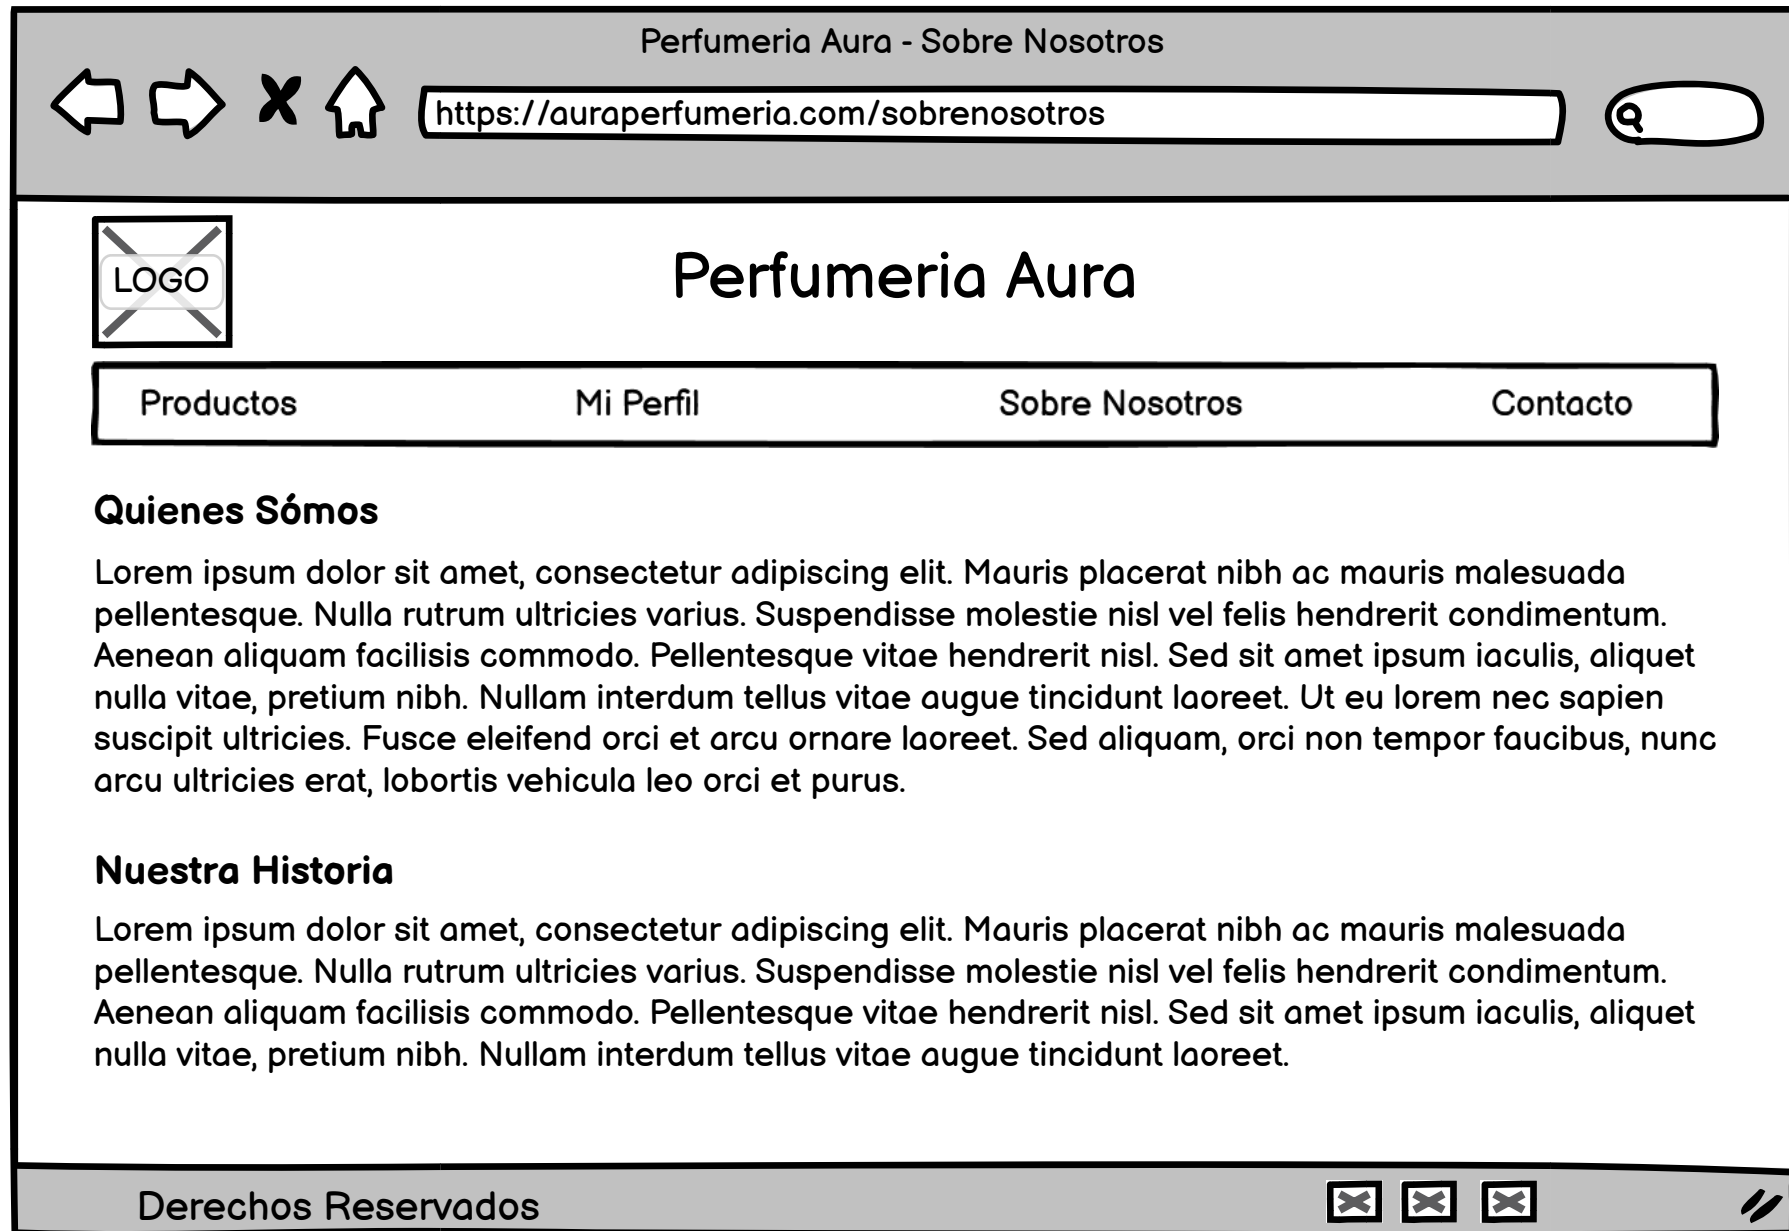 Perfumeria Aura - Sobre Nosotros
https://auraperfumeria.com/sobrenosotros
LOGO
Perfumeria Aura
Productos Mi Perfil Sobre Nosotros Contacto
Quienes Sómos
Lorem ipsum dolor sit amet, consectetur adipiscing elit. Mauris placerat nibh ac mauris malesuada
pellentesque. Nulla rutrum ultricies varius. Suspendisse molestie nisl vel felis hendrerit condimentum.
Aenean aliquam facilisis commodo. Pellentesque vitae hendrerit nisl. Sed sit amet ipsum iaculis, aliquet
nulla vitae, pretium nibh. Nullam interdum tellus vitae augue tincidunt laoreet. Ut eu lorem nec sapien
suscipit ultricies. Fusce eleifend orci et arcu ornare laoreet. Sed aliquam, orci non tempor faucibus, nunc
arcu ultricies erat, lobortis vehicula leo orci et purus.
Nuestra Historia
Lorem ipsum dolor sit amet, consectetur adipiscing elit. Mauris placerat nibh ac mauris malesuada
pellentesque. Nulla rutrum ultricies varius. Suspendisse molestie nisl vel felis hendrerit condimentum.
Aenean aliquam facilisis commodo. Pellentesque vitae hendrerit nisl. Sed sit amet ipsum iaculis, aliquet
nulla vitae, pretium nibh. Nullam interdum tellus vitae augue tincidunt laoreet.
Derechos Reservados